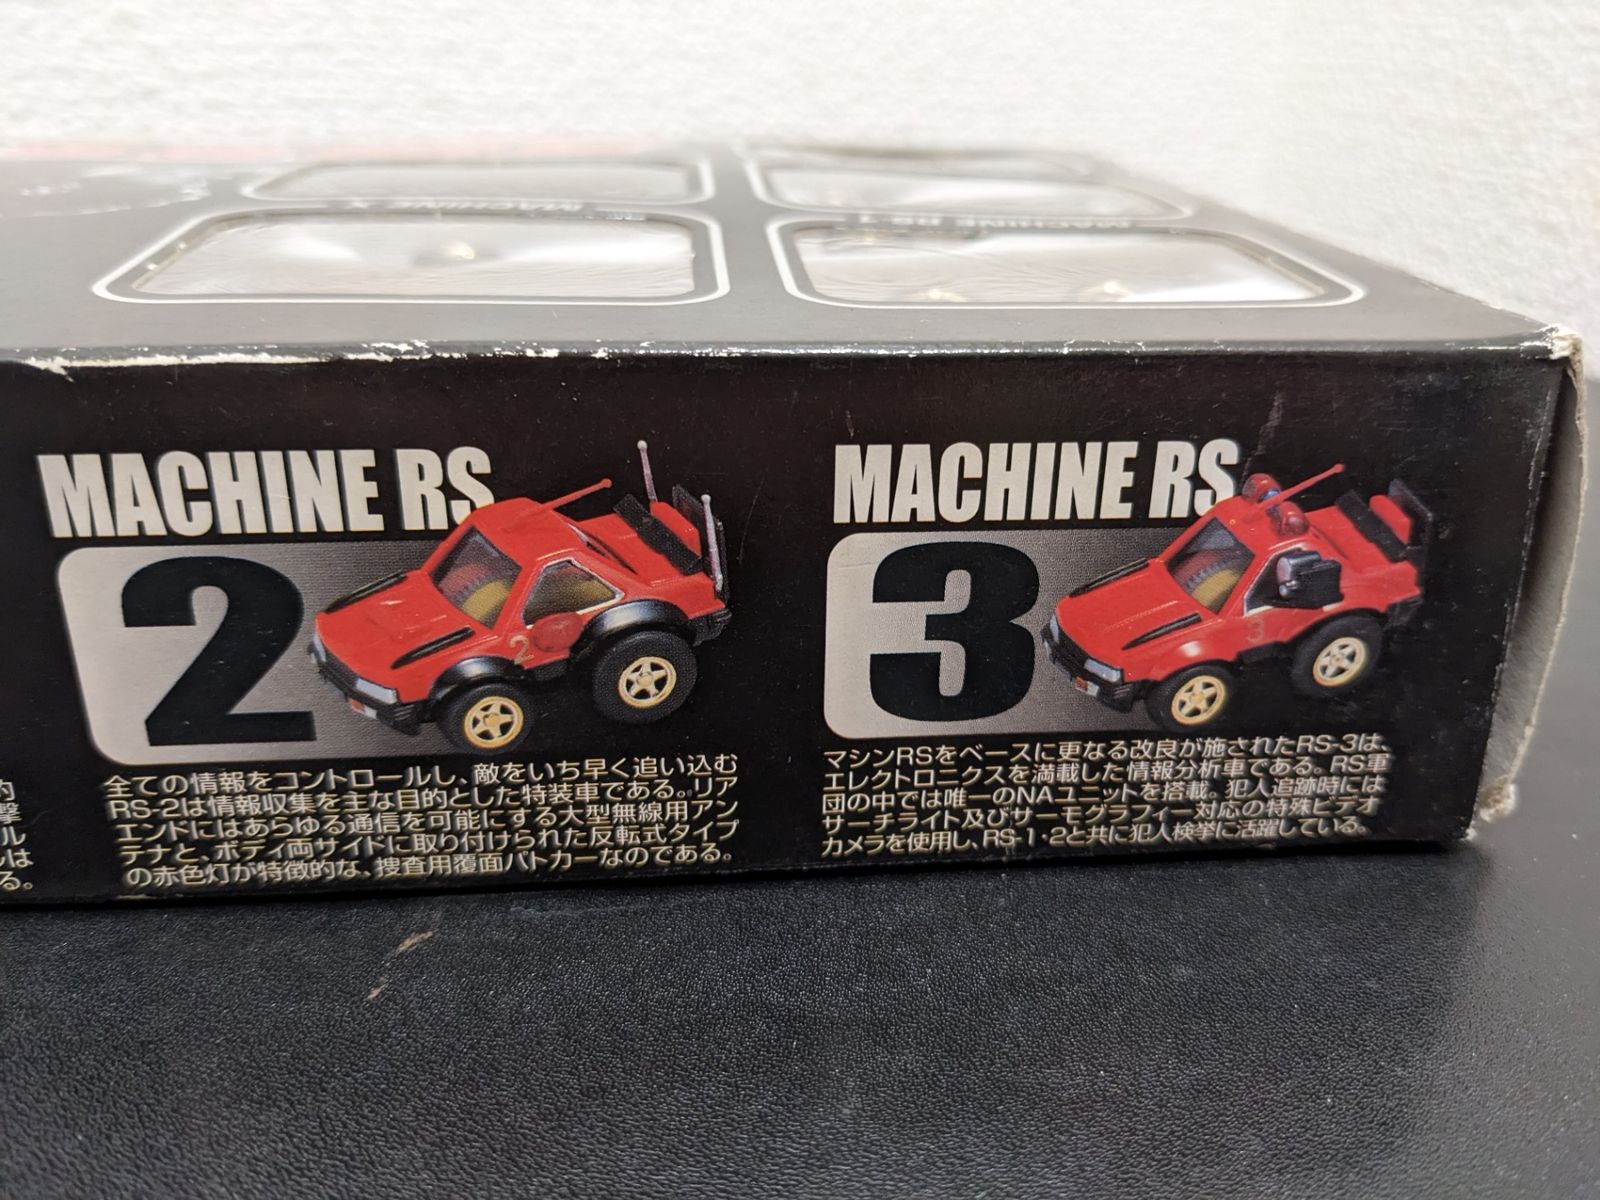 MACHINE X
MACHINE RS-1
MACHINE RS
2
2
全ての情報をコントロールし、敵をいち早く追い込む
RS-2は情報収集を主な目的とした特装車である。リア
エンドにはあらゆる通信を可能にする大型無線用アン
テナと、ボディ両サイドに取り付けられた反転式タイプ
の赤色灯が特徴的な、捜査用覆面パトカーなのである。
MACHINE RS
3
3
マシンRSをベースに更なる改良が施されたRS-3は、
エレクトロニクスを満載した情報分析車である。RS軍
団の中では唯一のNAユニットを搭載。犯人追跡時には
サーチライト及びサーモグラフィー対応の特殊ビデオ
カメラを使用し、RS-1・2と共に犯人検挙に活躍している。
的
撃
ル
は
る。